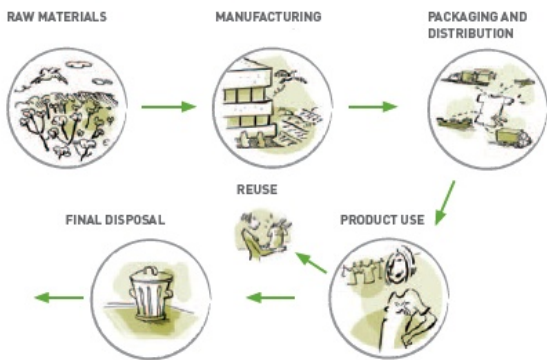 RAW MATERIALS
MANUFACTURING
PACKAGING AND
DISTRIBUTION
REUSE
FINAL DISPOSAL
PRODUCT USE